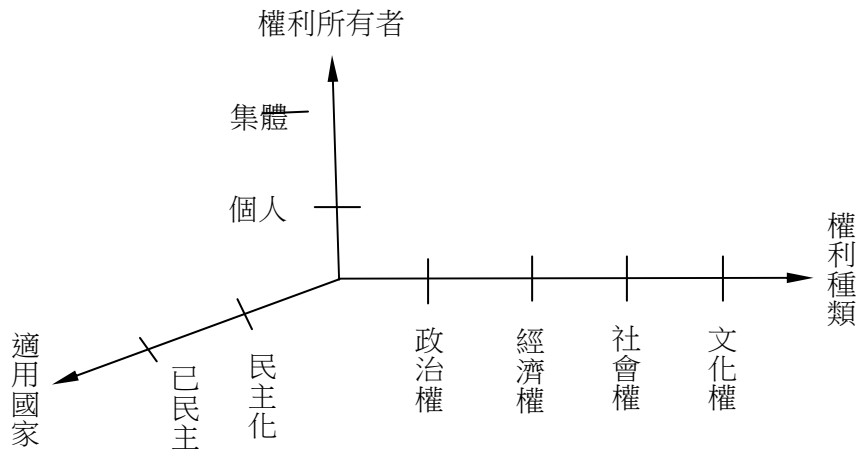 權利所有者
集體
個人
權利種類
政治權
經濟權
社會權
文化權
民主化
已民主
適用國家